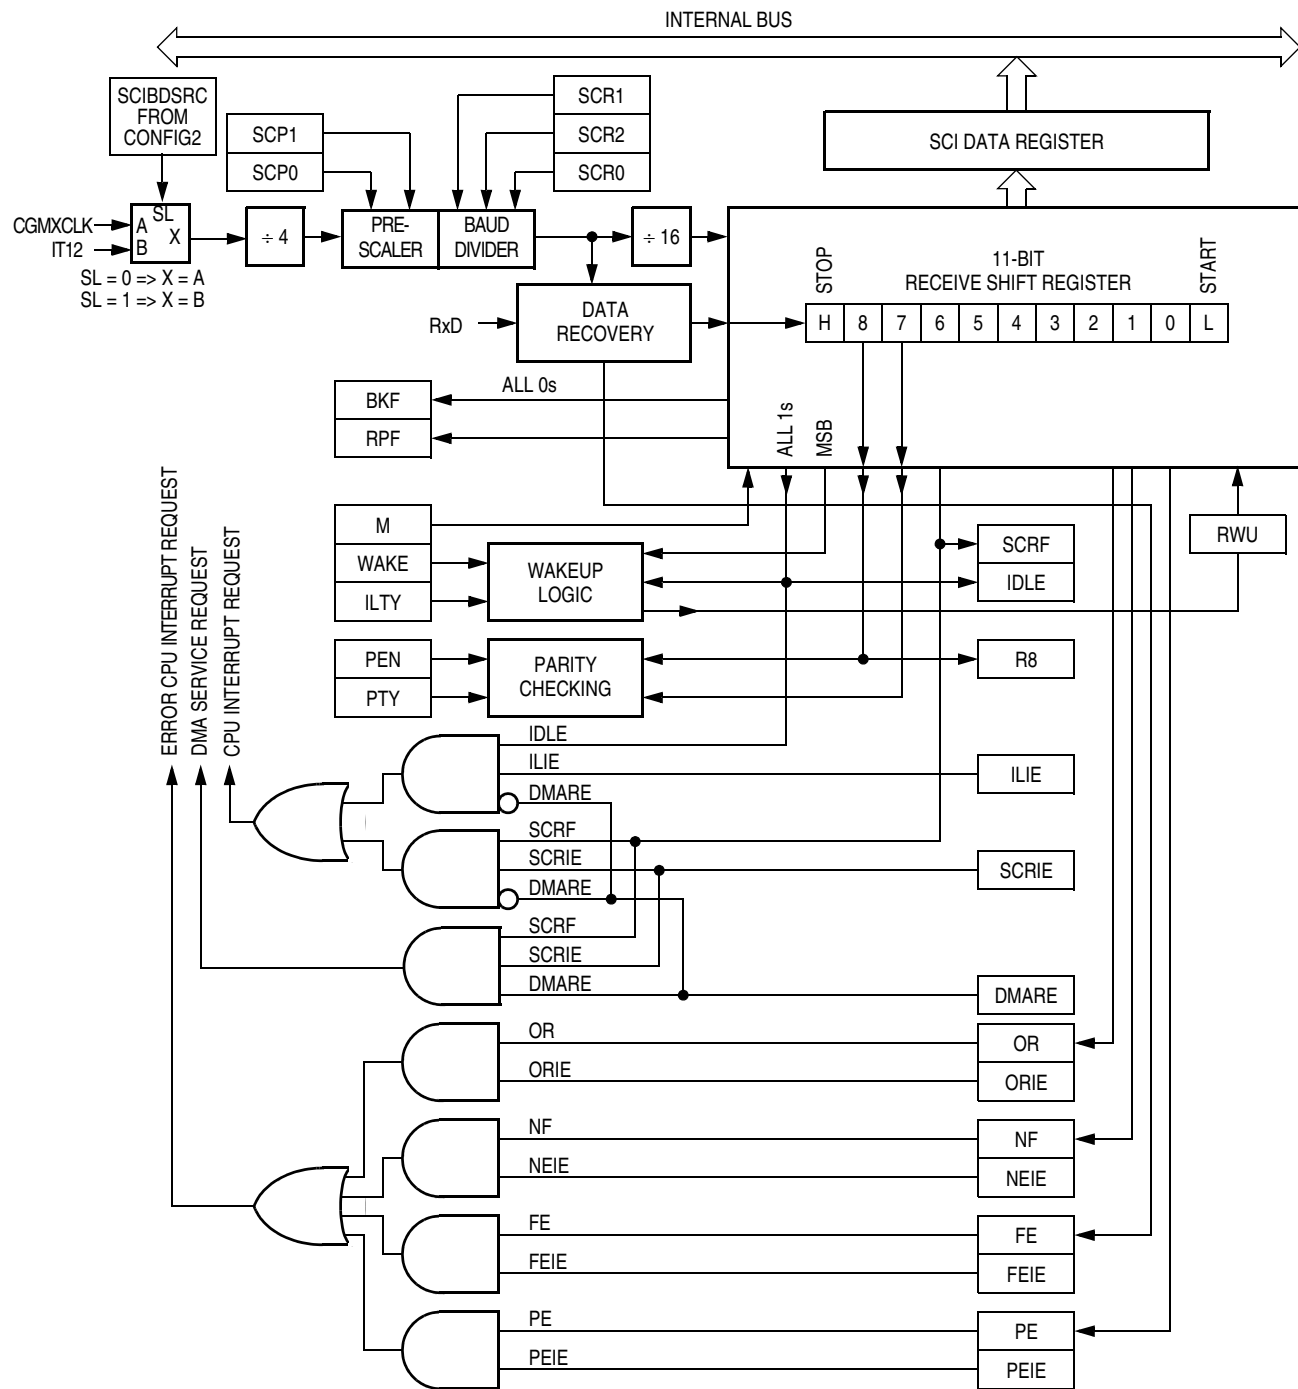 INTERNAL BUS
SCIBDSRC
FROM
CONFIG2
SCP1
SCP0
SCR1
SCR2
SCR0
SCI DATA REGISTER
CGMXCLK
IT12
A
B
SL
X
SL = 0 => X = A
SL = 1 => X = B
÷ 4
PRE-
SCALER
BAUD
DIVIDER
÷ 16
RxD
DATA
RECOVERY
STOP
11-BIT
RECEIVE SHIFT REGISTER
START
H 8 7 6 5 4 3 2 1 0 L
ALL 0s
BKF
RPF
ALL 1s
MSB
M
WAKE
ILTY
WAKEUP
LOGIC
SCRF
IDLE
RWU
PEN
PTY
PARITY
CHECKING
R8
ERROR CPU INTERRUPT REQUEST
DMA SERVICE REQUEST
CPU INTERRUPT REQUEST
IDLE
ILIE
ILIE
DMARE
SCRF
SCRIE
SCRIE
DMARE
SCRF
SCRIE
DMARE
DMARE
OR
OR
ORIE
ORIE
NF
NF
NEIE
NEIE
FE
FE
FEIE
FEIE
PE
PE
PEIE
PEIE